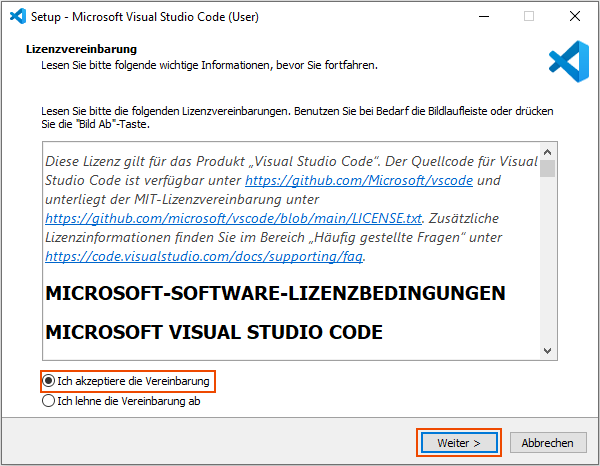 Setup - Microsoft Visual Studio Code (User)
Lizenzvereinbarung
Lesen Sie bitte folgende wichtige Informationen, bevor Sie fortfahren.
Lesen Sie bitte die folgenden Lizenzvereinbarungen. Benutzen Sie bei Bedarf die Bildlaufleiste oder drücken
Sie die "Bild Ab"-Taste.
Diese Lizenz gilt für das Produkt „Visual Studio Code“. Der Quellcode für Visual
Studio Code ist verfügbar unter https://github.com/Microsoft/vscode und
unterliegt der MIT-Lizenzvereinbarung unter
https://github.com/microsoft/vscode/blob/main/LICENSE.txt. Zusätzliche
Lizenzinformationen finden Sie im Bereich „Häufig gestellte Fragen“ unter
https://code.visualstudio.com/docs/supporting/faq.
MICROSOFT-SOFTWARE-LIZENZBEDINGUNGEN
MICROSOFT VISUAL STUDIO CODE
Ich akzeptiere die Vereinbarung
Ich lehne die Vereinbarung ab
Weiter >
Abbrechen